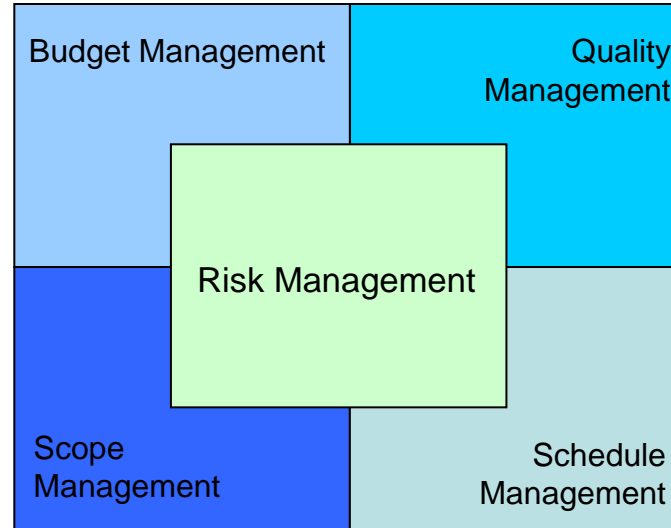 Budget Management
Quality
Management
Risk Management
Scope
Management
Schedule
Management